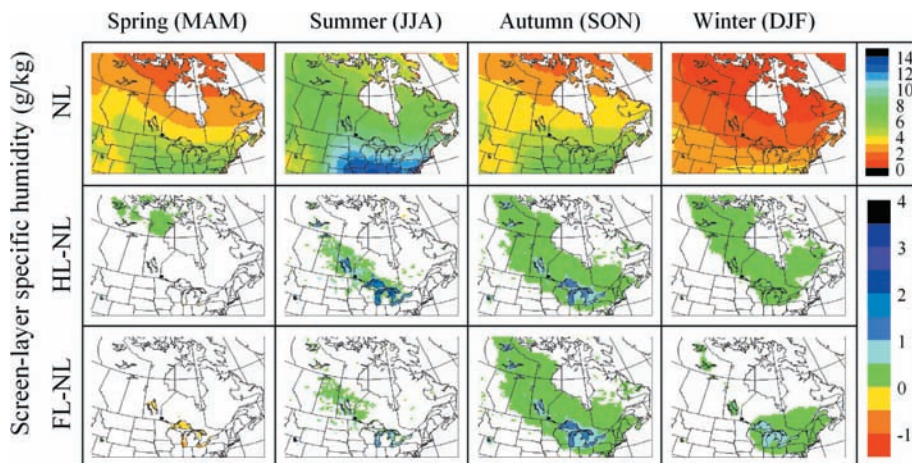 Spring (MAM) Summer (JJA) Autumn (SON) Winter (DJF)
Screen-layer specific humidity (g/kg)
NL
14
12
10
8
6
4
2
0
HL-NL
FL-NL
4
3
2
1
0
-1